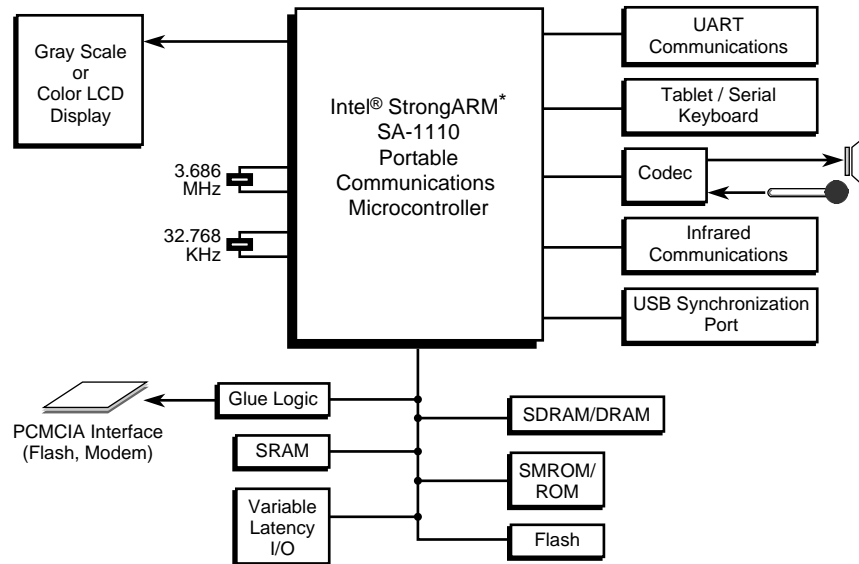 Gray Scale
or
Color LCD
Display
Intel® StrongARM*
SA-1110
Portable
Communications
Microcontroller
3.686
MHz
32.768
KHz
UART
Communications
Tablet / Serial
Keyboard
Codec
Infrared
Communications
USB Synchronization
Port
Glue Logic
PCMCIA Interface
(Flash, Modem)
SRAM
Variable
Latency
I/O
SDRAM/DRAM
SMROM/
ROM
Flash